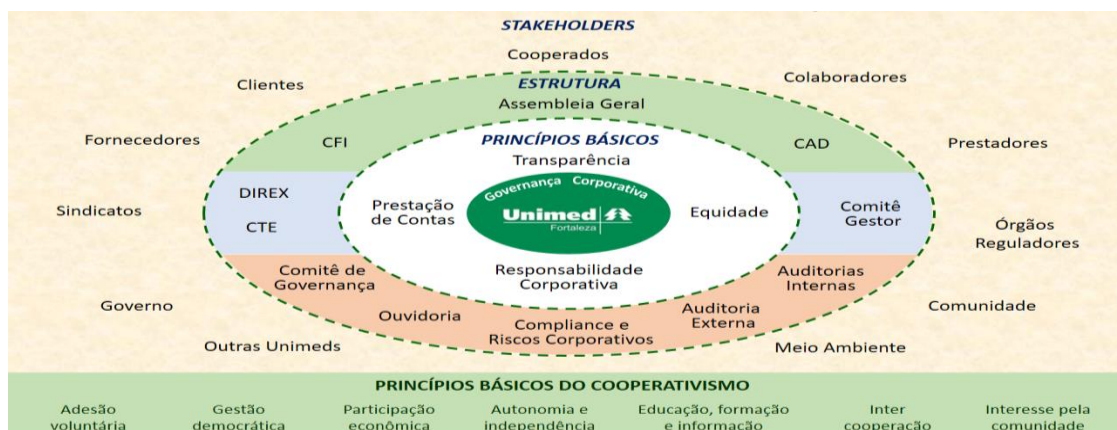 STAKEHOLDERS
Cooperados
Clientes
Colaboradores
ESTRUTURA
Assembleia Geral
Fornecedores
CFI
CAD
Prestadores
PRINCÍPIOS BÁSICOS
Transparência
Governança Corporativa
Unimed
Fortaleza
DIREX
CTE
Prestação
de Contas
Equidade
Comitê
Gestor
Sindicatos
Órgãos
Reguladores
Responsabilidade
Corporativa
Comitê de
Governança
Auditorias
Internas
Ouvidoria
Compliance e
Riscos Corporativos
Auditoria
Externa
Governo
Comunidade
Outras Unimeds
Meio Ambiente
PRINCÍPIOS BÁSICOS DO COOPERATIVISMO
Adesão
voluntária
Gestão
democrática
Participação
econômica
Autonomia e
independência
Educação, formação
e informação
Inter
cooperação
Interesse pela
comunidade